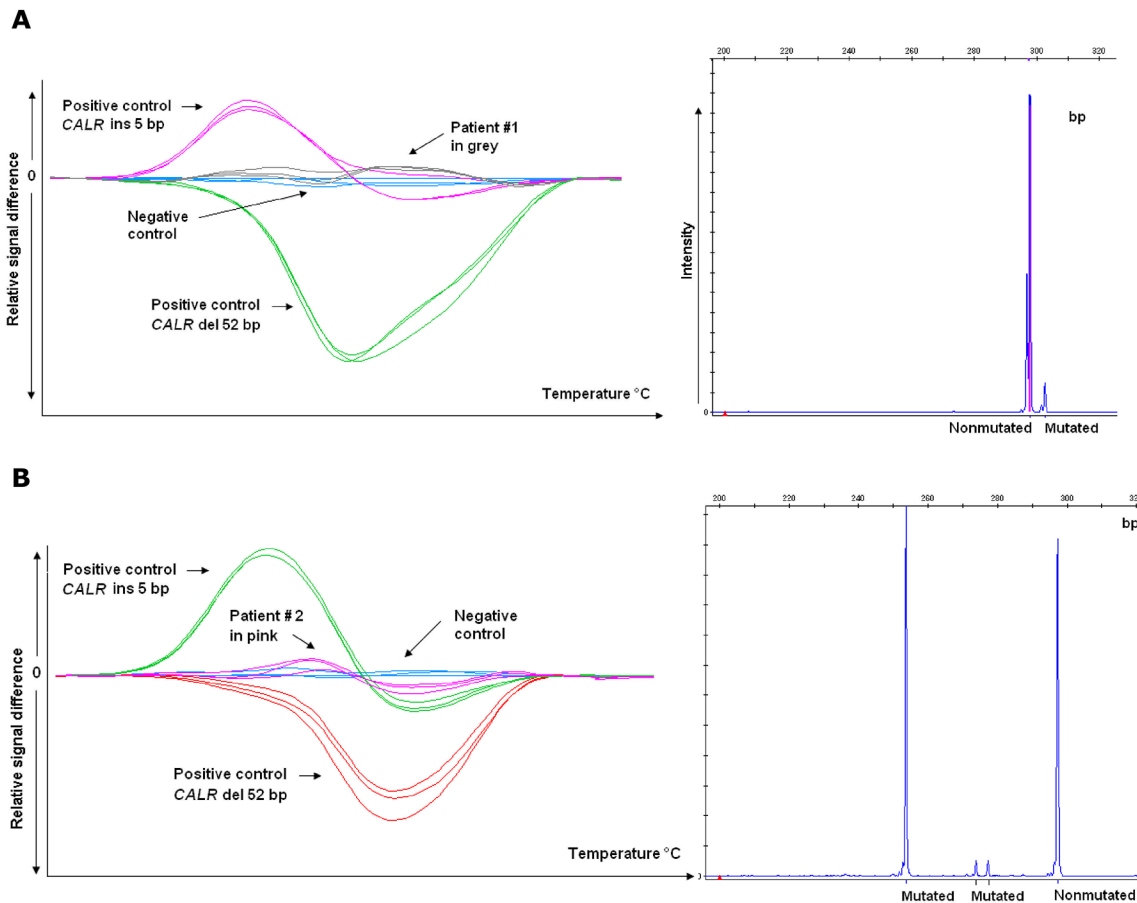 A
Positive control
CALR ins 5 bp
Patient #1
in grey
0
Negative
control
Positive control
CALR del 52 bp
Relative signal difference
Temperature °C
200 220 240 260 280 300 320
bp
Intensity
0
Nonmutated Mutated
B
Positive control
CALR ins 5 bp
Patient # 2
in pink
Negative
control
0
Positive control
CALR del 52 bp
Relative signal difference
Temperature °C
200 220 240 260 280 300 320
bp
0
Mutated Mutated Nonmutated